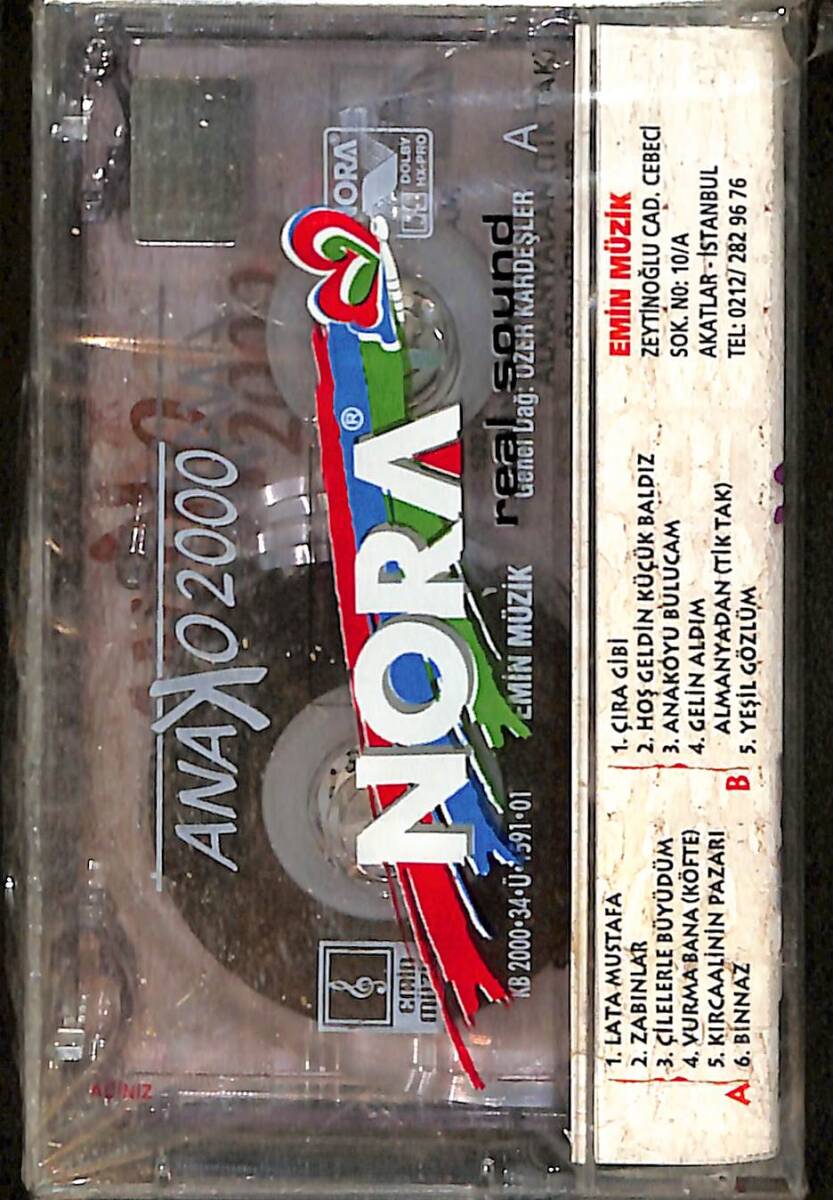 ANAKO 2000
NORA®
real sound
NORA®
DOLBY
HX-PRO
A
KB 2000•34•Ü•
591•01
EMİN MÜZİK
Genel Dağ: ÖZER KARDEŞLER
emin
AÇINIZ
A
1. LATA MUSTAFA
2. ZABINLAR
3. ÇİLELERLE BÜYÜDÜM
4. VURMA BANA (KÖFTE)
5. KIRCAALİNİN PAZARI
6. BİNNAZ
B
1. ÇIRA GİBİ
2. HOŞ GELDİN KÜÇÜK BALDIZ
3. ANAKÖYÜ BULUCAM
4. GELİN ALDIM
ALMANYADAN (TİK TAK)
5. YEŞİL GÖZLÜM
EMİN MÜZİK
ZEYTİNOĞLU CAD. CEBECİ
SOK. NO: 10/A
AKATLAR - İSTANBUL
TEL: 0212/ 282 96 76